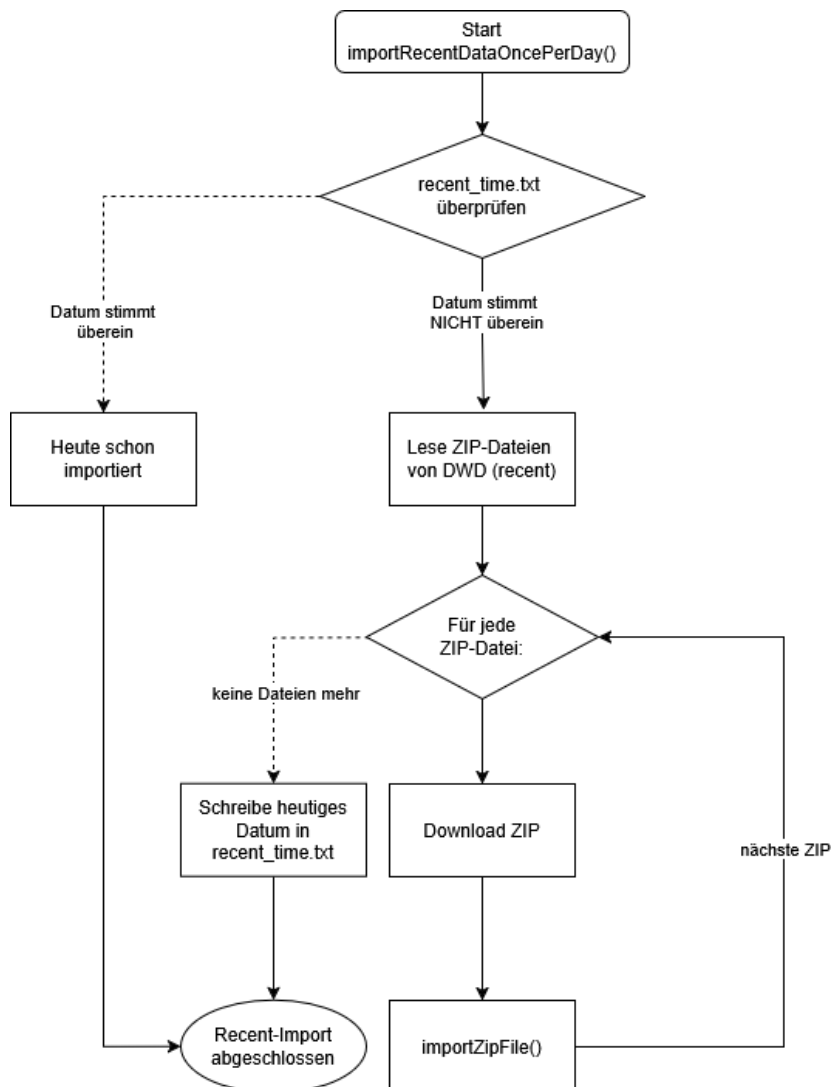 Start
importRecentDataOncePerDay()
recent_time.txt
überprüfen
Datum stimmt
überein
Datum stimmt
NICHT überein
Heute schon
importiert
Lese ZIP-Dateien
von DWD (recent)
Für jede
ZIP-Datei:
keine Dateien mehr
Schreibe heutiges
Datum in
recent_time.txt
Download ZIP
nächste ZIP
Recent-Import
abgeschlossen
importZipFile()